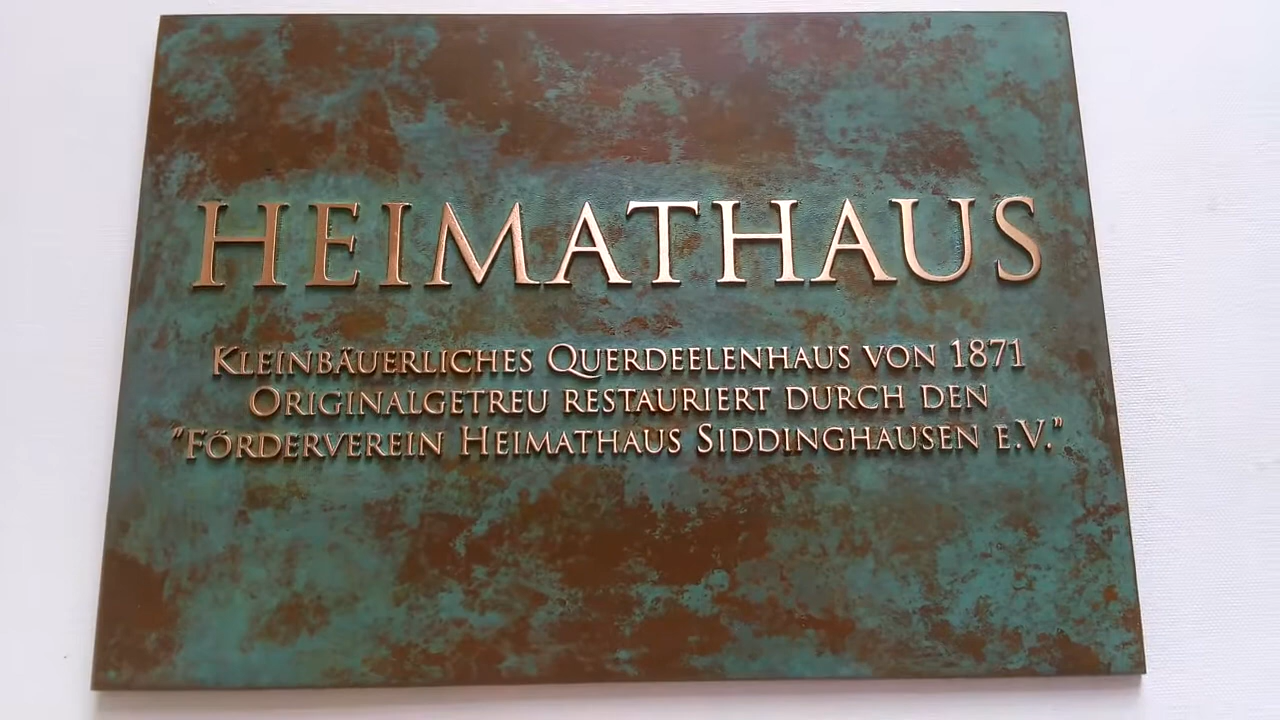 HEIMATHAUS
KLEINBÄUERLICHES QUERDEELENHAUS VON 1871
ORIGINALGETREU RESTAURIERT DURCH DEN
"FÖRDERVEREIN HEIMATHAUS SIDDINGHAUSEN E.V."